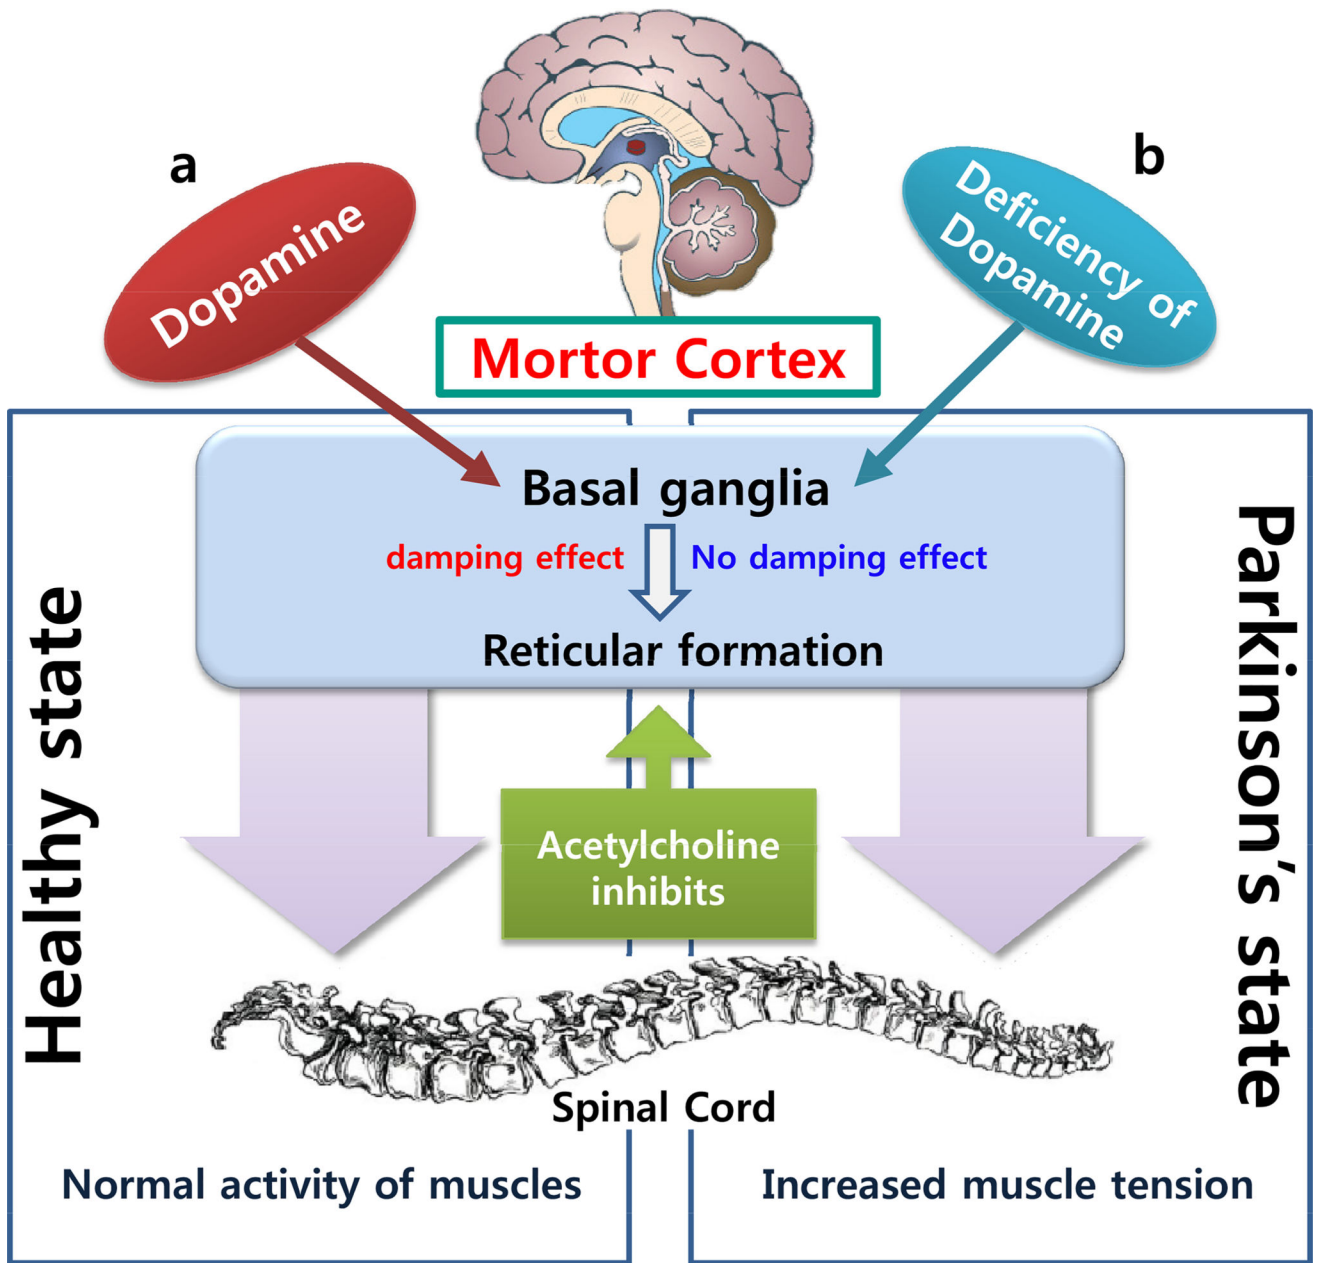 a
b
Dopamine
Deficiency of
Dopamine
Mortor Cortex
Basal ganglia
damping effect
No damping effect
Reticular formation
Healthy state
Parkinson's state
Acetylcholine
inhibits
Spinal Cord
Normal activity of muscles
Increased muscle tension